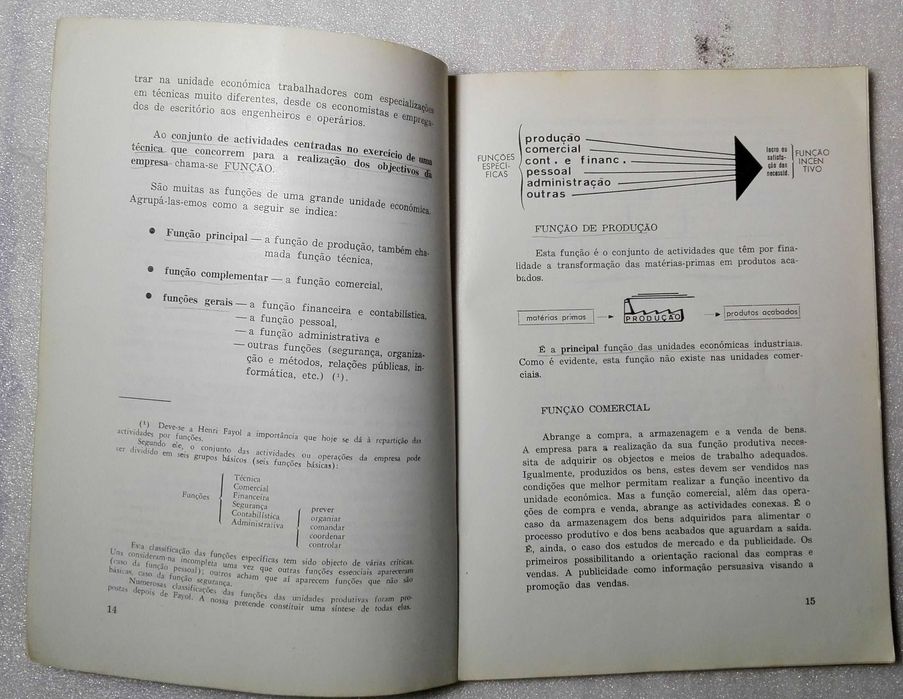 trar na unidade económica trabalhadores com especializações
em técnicas muito diferentes, desde os economistas e emprega-
dos de escritório aos engenheiros e operários.
Ao conjunto de actividades centradas no exercício de uma
técnica que concorrem para a realização dos objectivos da
empresa chama-se FUNÇÃO.
São muitas as funções de uma grande unidade económica.
Agrupá-las-emos como a seguir se indica:
● Função principal — a função de produção, também cha-
mada função técnica,
● função complementar — a função comercial,
● funções gerais — a função financeira e contabilística,
— a função pessoal,
— a função administrativa e
— outras funções (segurança, organiza-
ção e métodos, relações públicas, in-
formática, etc.) (¹).
(¹) Deve-se a Henri Fayol a importância que hoje se dá à repartição das
actividades por funções.
Segundo ele, o conjunto das actividades ou operações da empresa pode
ser dividido em seis grupos básicos (seis funções básicas):
Funções
Técnica
Comercial
Financeira
Segurança
Contabilística
Administrativa
prever
organiar
comandar
coordenar
controlar
Esta classificação das funções específicas tem sido objecto de várias críticas.
Uns consideram-na incompleta uma vez que outras funções essenciais apareceram
(caso da função pessoal); outros acham que aí aparecem funções que não são
básicas, caso da função segurança.
Numerosas classificações das funções das unidades produtivas foram pro-
postas depois de Fayol. A nossa pretende constituir uma síntese de todas elas.
14
FUNÇÕES
ESPECÍ-
FICAS
produção
comercial
cont. e financ.
pessoal
administração
outras
lucro ou
satisfa-
ção das
necessid.
FUNÇÃO
INCEN
TIVO
FUNÇÃO DE PRODUÇÃO
Esta função é o conjunto de actividades que têm por fina-
lidade a transformação das matérias-primas em produtos aca-
bados.
matérias primas
PRODUÇÃO
produtos acabados
É a principal função das unidades económicas industriais.
Como é evidente, esta função não existe nas unidades comer-
ciais.
FUNÇÃO COMERCIAL
Abrange a compra, a armazenagem e a venda de bens.
A empresa para a realização da sua função produtiva neces-
sita de adquirir os objectos e meios de trabalho adequados.
Igualmente, produzidos os bens, estes devem ser vendidos nas
condições que melhor permitam realizar a função incentivo da
unidade económica. Mas a função comercial, além das opera-
ções de compra e venda, abrange as actividades conexas. É o
caso da armazenagem dos bens adquiridos para alimentar o
processo produtivo e dos bens acabados que aguardam a saída.
É, ainda, o caso dos estudos de mercado e da publicidade. Os
primeiros possibilitando a orientação racional das compras e
vendas. A publicidade como informação persuasiva visando a
promoção das vendas.
15